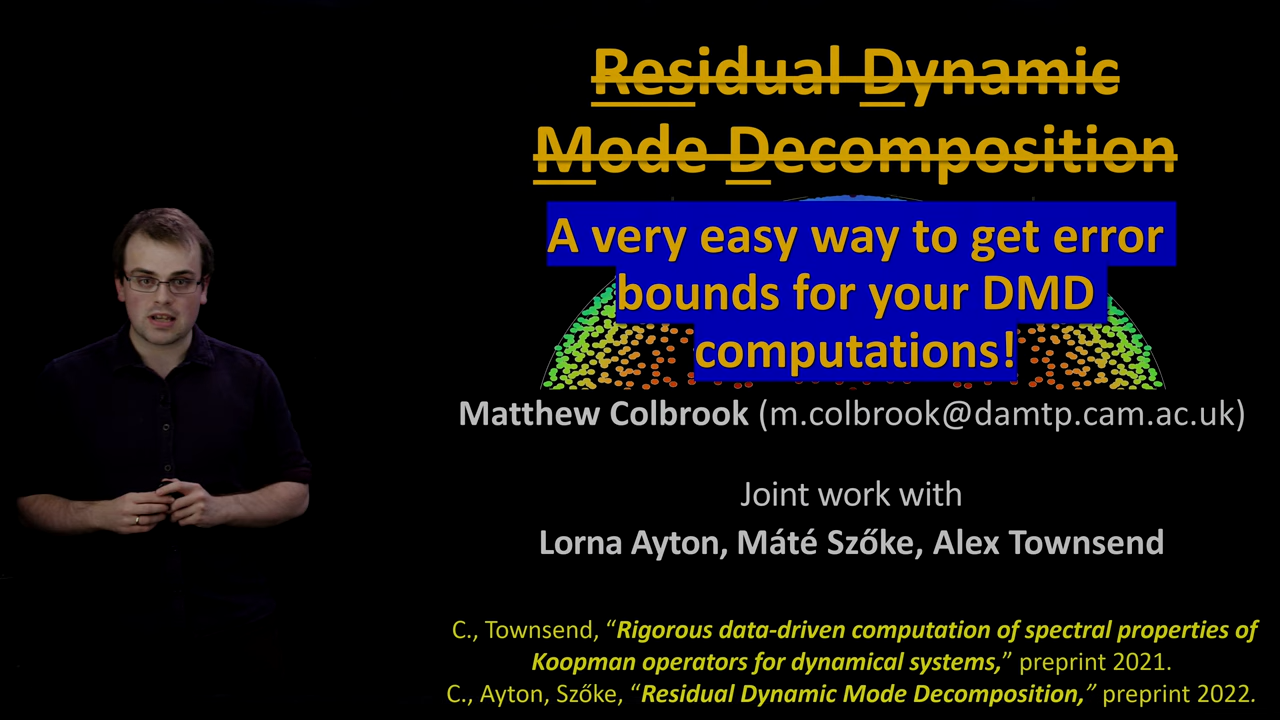 Residual Dynamic
Mode Decomposition
A very easy way to get error
bounds for your DMD
computations!
Matthew Colbrook (m.colbrook@damtp.cam.ac.uk)
Joint work with
Lorna Ayton, Máté Szőke, Alex Townsend
C., Townsend, “Rigorous data-driven computation of spectral properties of
Koopman operators for dynamical systems,” preprint 2021.
C., Ayton, Szőke, “Residual Dynamic Mode Decomposition,” preprint 2022.